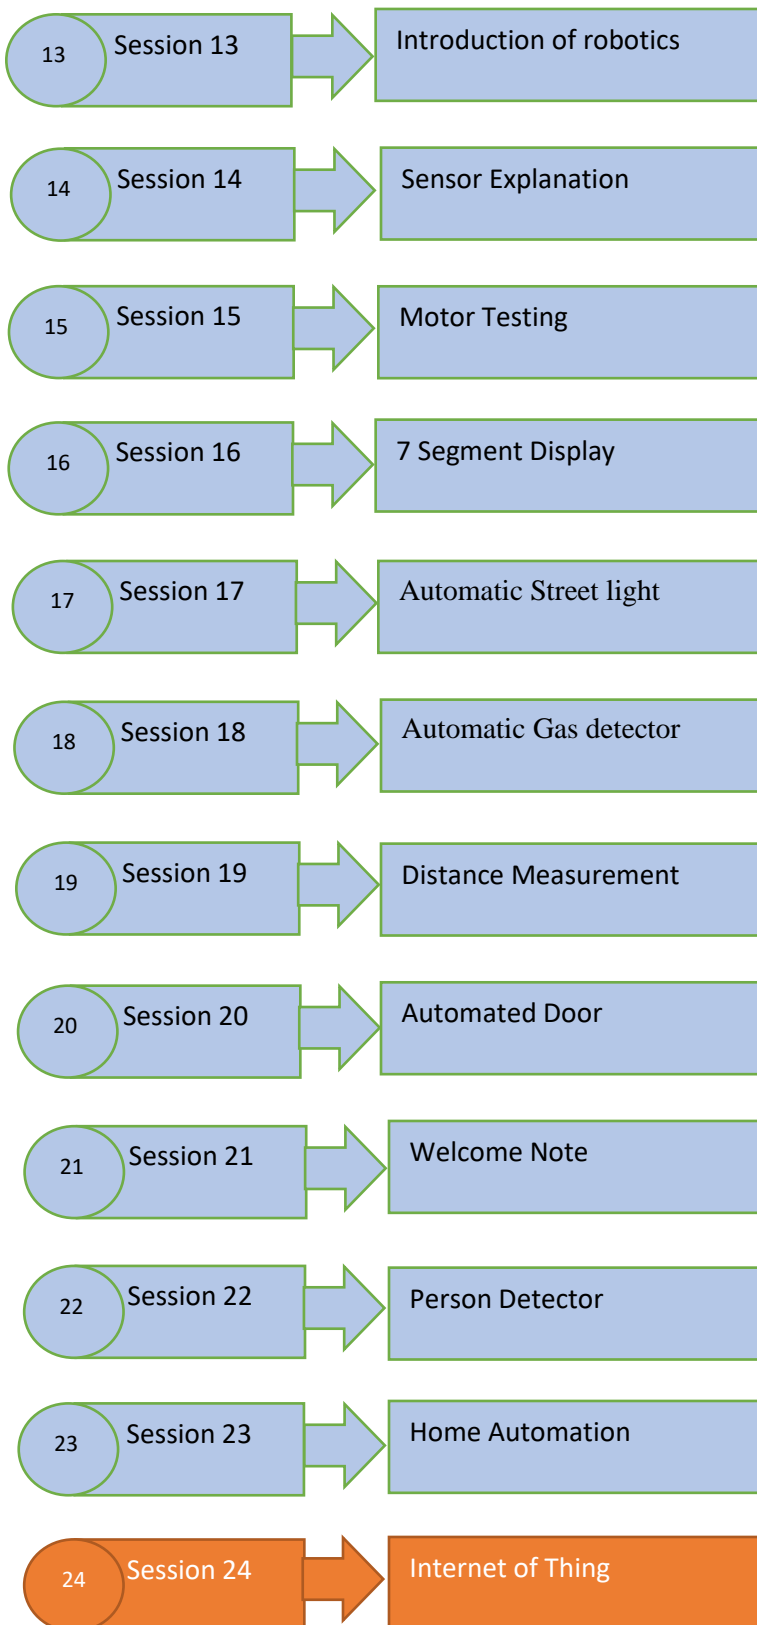 13 Session 13 Introduction of robotics
14 Session 14 Sensor Explanation
15 Session 15 Motor Testing
16 Session 16 7 Segment Display
17 Session 17 Automatic Street light
18 Session 18 Automatic Gas detector
19 Session 19 Distance Measurement
20 Session 20 Automated Door
21 Session 21 Welcome Note
22 Session 22 Person Detector
23 Session 23 Home Automation
24 Session 24 Internet of Thing